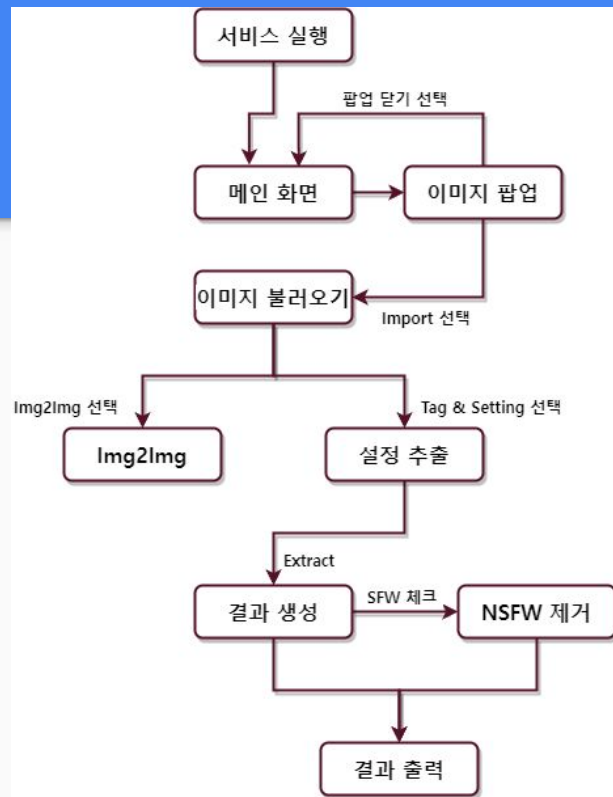 서비스 실행
팝업 닫기 선택
메인 화면
이미지 팝업
이미지 불러오기
Import 선택
Img2Img 선택
Tag & Setting 선택
Img2Img
설정 추출
Extract
결과 생성
SFW 체크
NSFW 제거
결과 출력